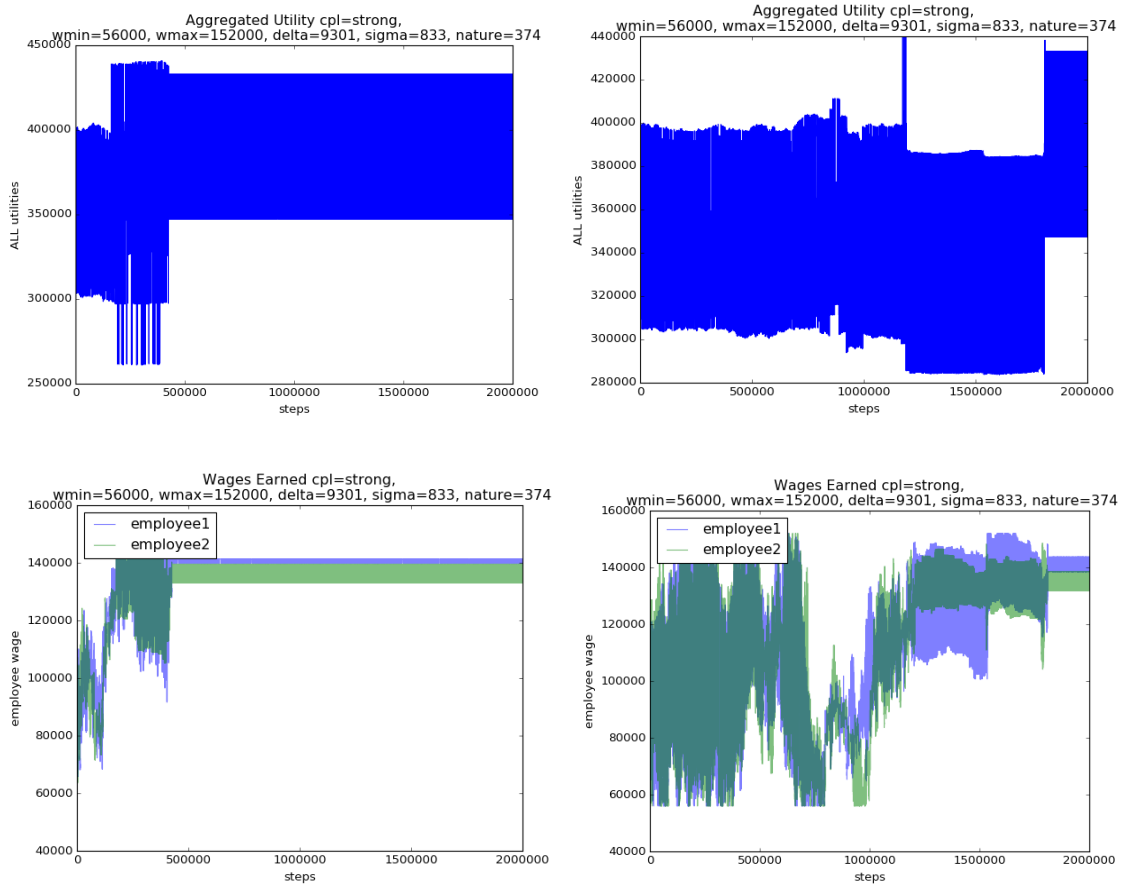 Aggregated Utility cpl=strong,
wmin=56000, wmax=152000, delta=9301, sigma=833, nature=374
450000
400000
350000
300000
250000
ALL utilities
0
500000
1000000
1500000
2000000
steps
Aggregated Utility cpl=strong,
wmin=56000, wmax=152000, delta=9301, sigma=833, nature=374
440000
420000
400000
380000
360000
340000
320000
300000
280000
ALL utilities
0
500000
1000000
1500000
2000000
steps
Wages Earned cpl=strong,
wmin=56000, wmax=152000, delta=9301, sigma=833, nature=374
160000
140000
120000
100000
80000
60000
40000
employee wage
employee1
employee2
0
500000
1000000
1500000
2000000
steps
Wages Earned cpl=strong,
wmin=56000, wmax=152000, delta=9301, sigma=833, nature=374
160000
140000
120000
100000
80000
60000
40000
employee wage
employee1
employee2
0
500000
1000000
1500000
2000000
steps